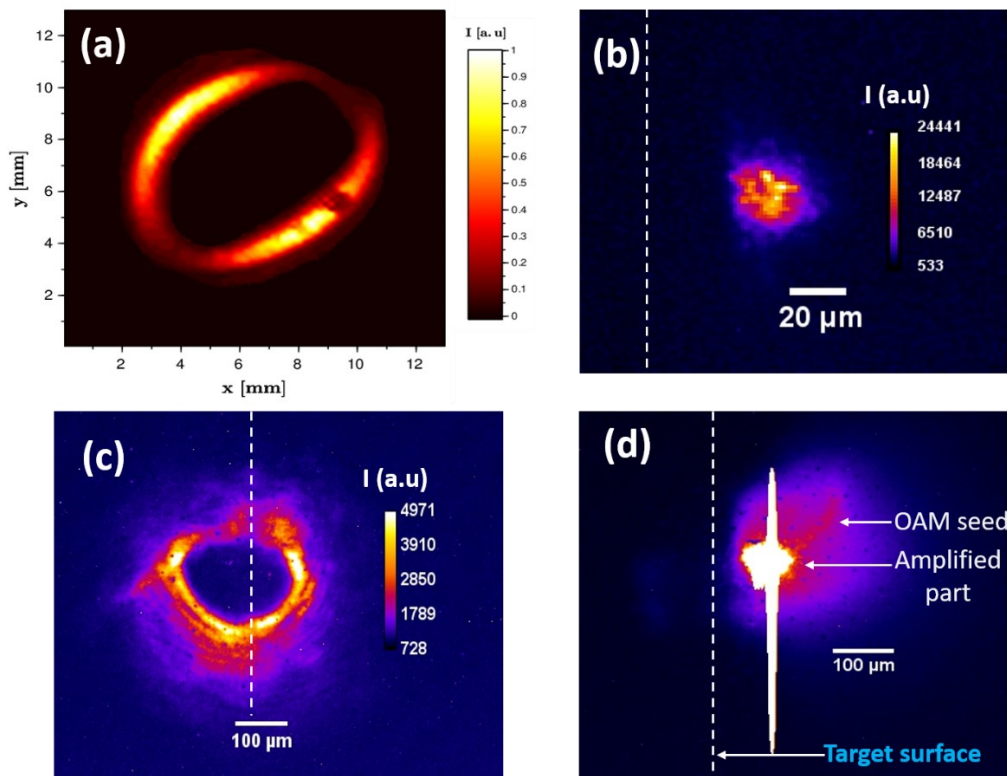 (a)
I [a. u]
1
0.9
0.8
0.7
0.6
0.5
0.4
0.3
0.2
0.1
0
12
10
8
6
4
2
y [mm]
2 4 6 8 10 12
x [mm]
(b)
I (a.u)
24441
18464
12487
6510
533
20 µm
(c)
I (a.u)
4971
3910
2850
1789
728
100 µm
(d)
OAM seed
Amplified
part
100 µm
Target surface